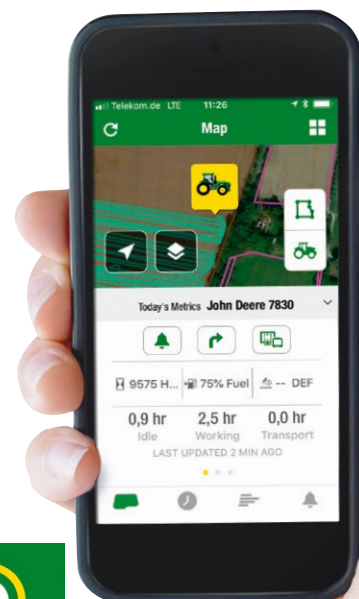 Telekom.de LTE 11:26
Map
Today's Metrics John Deere 7830
9575 H... 75% Fuel -- DEF
0,9 hr 2,5 hr 0,0 hr
Idle Working Transport
LAST UPDATED 2 MIN AGO